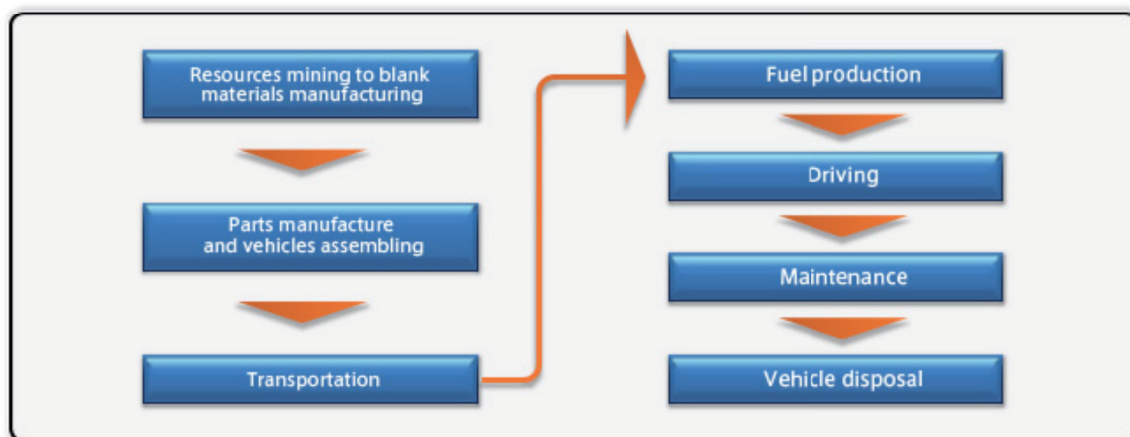 Resources mining to blank
materials manufacturing
Parts manufacture
and vehicles assembling
Transportation
Fuel production
Driving
Maintenance
Vehicle disposal